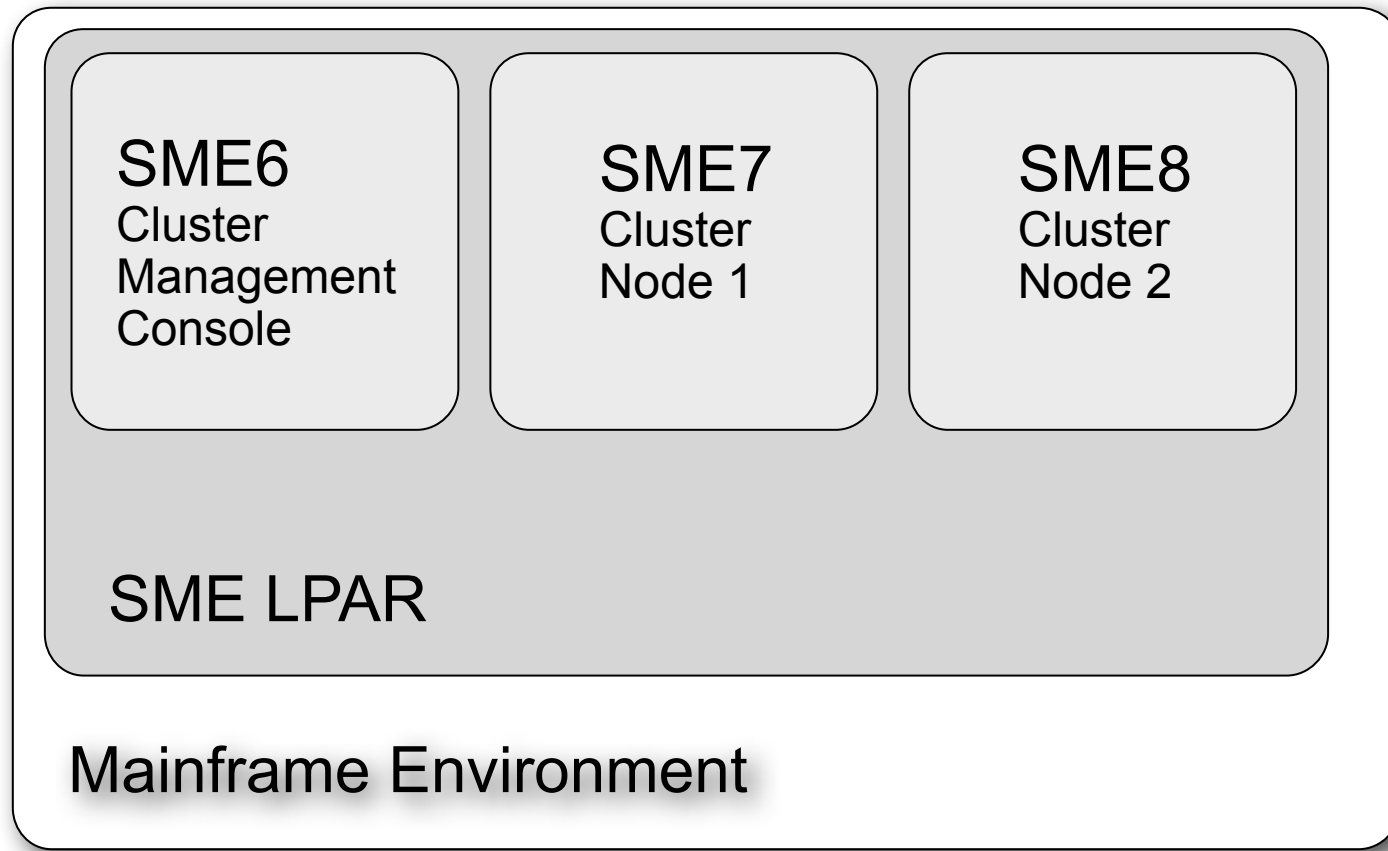 SME6
Cluster
Management
Console
SME7
Cluster
Node 1
SME8
Cluster
Node 2
SME LPAR
Mainframe Environment